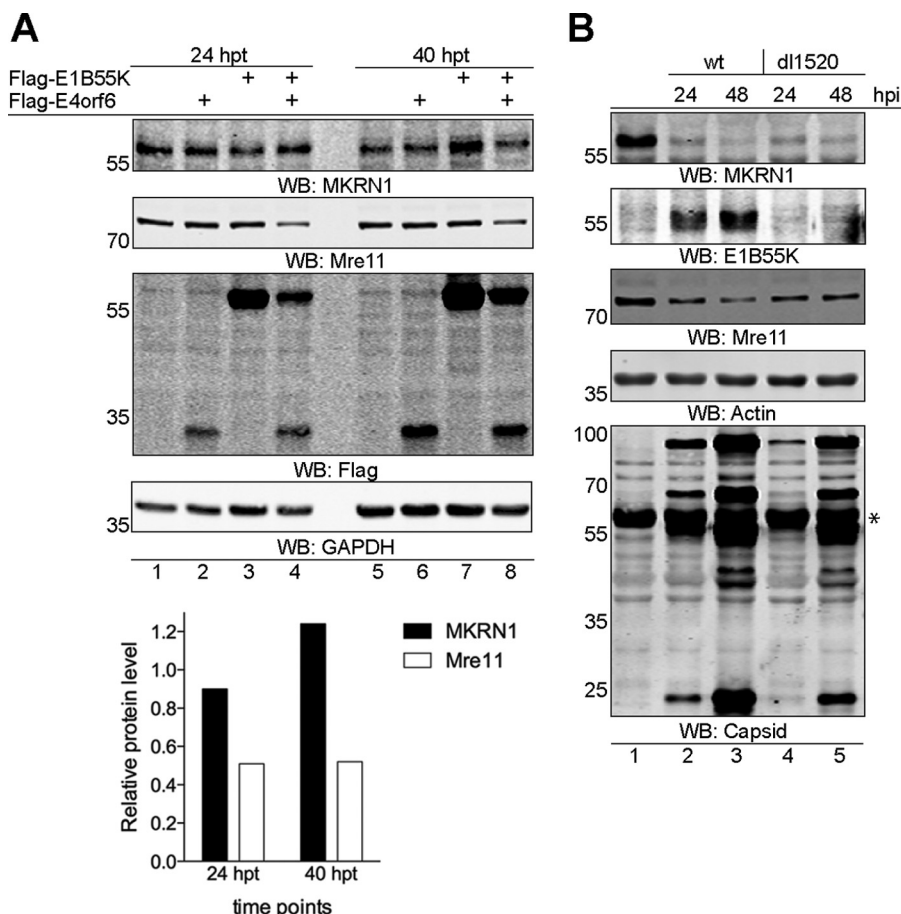 A
24 hpt 40 hpt
Flag-E1B55K + + + +
Flag-E4orf6 + + + +
55
WB: MKRN1
70
WB: Mre11
55
35
WB: Flag
35
WB: GAPDH
1 2 3 4 5 6 7 8
Relative protein level
1.2
1.0
0.8
0.6
0.4
0.2
0.0
MKRN1
Mre11
24 hpt 40 hpt
time points
B
wt dl1520
24 48 24 48 hpi
55
WB: MKRN1
55
WB: E1B55K
70
WB: Mre11
35
WB: Actin
100
70
55
*
35
25
WB: Capsid
1 2 3 4 5